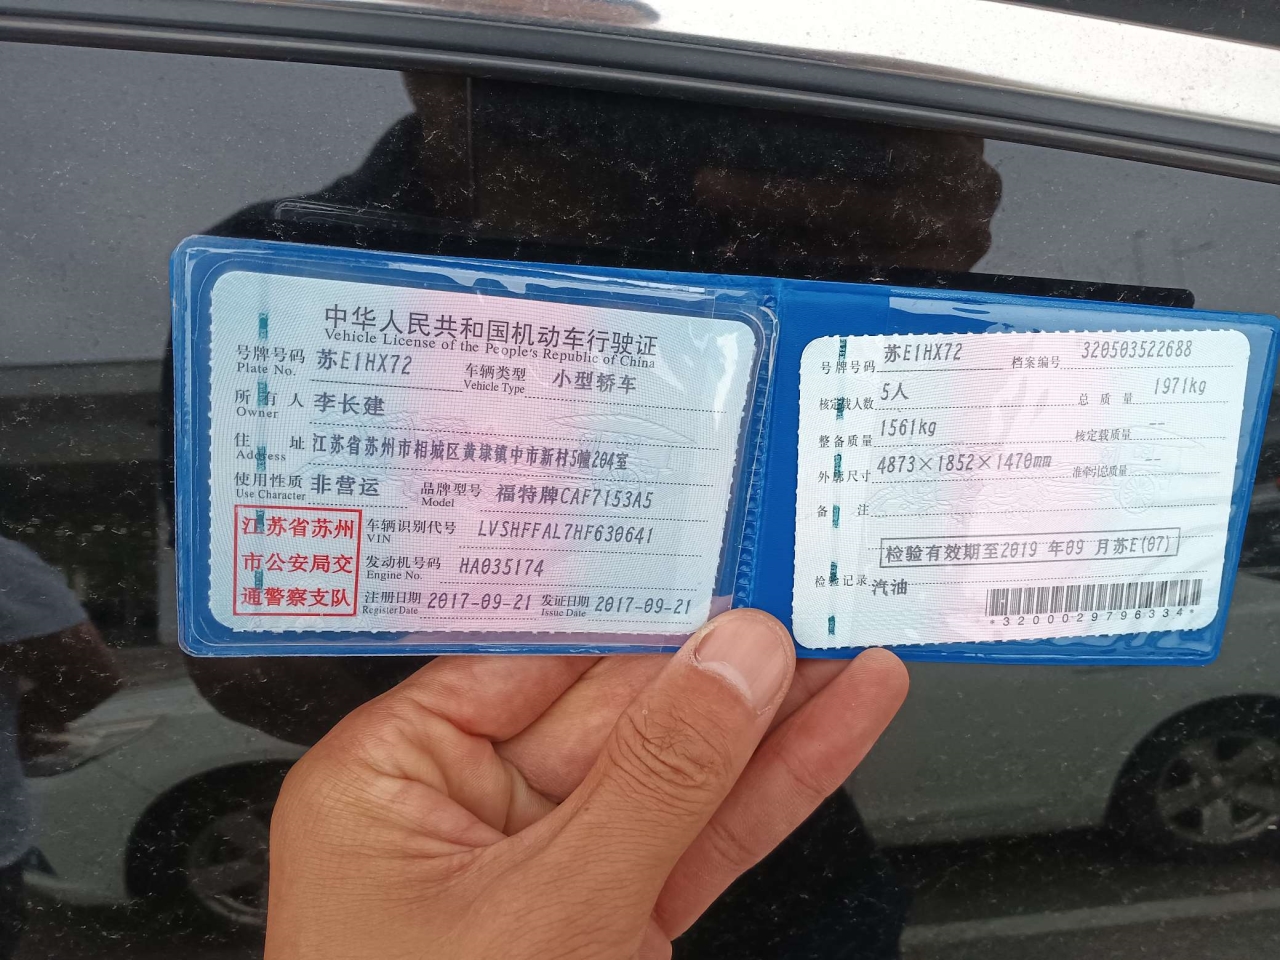 中华人民共和国机动车行驶证
Vehicle License of the People's Republic of China
号牌号码 苏E1HX72 车辆类型 小型轿车
Plate No. Vehicle Type
所有人 李长建
Owner
住址 江苏省苏州市相城区黄埭镇中市新村5幢204室
Address
使用性质 非营运 品牌型号 福特牌CAF7153A5
Use Character Model
江苏省苏州
市公安局交
通警察支队
车辆识别代号 LVSHFFAL7HF630641
VIN
发动机号码 HA035174
Engine No.
注册日期 2017-09-21 发证日期 2017-09-21
Register Date Issue Date
号牌号码 苏E1HX72 档案编号 320503522688
核定载人数 5人 总质量 1971kg
整备质量 1561kg 核定载质量 --
外廓尺寸 4873×1852×1470mm 准牵引总质量 --
备注
检验有效期至2019 年09 月苏E(07)
检验记录 汽油
*3200029796334*